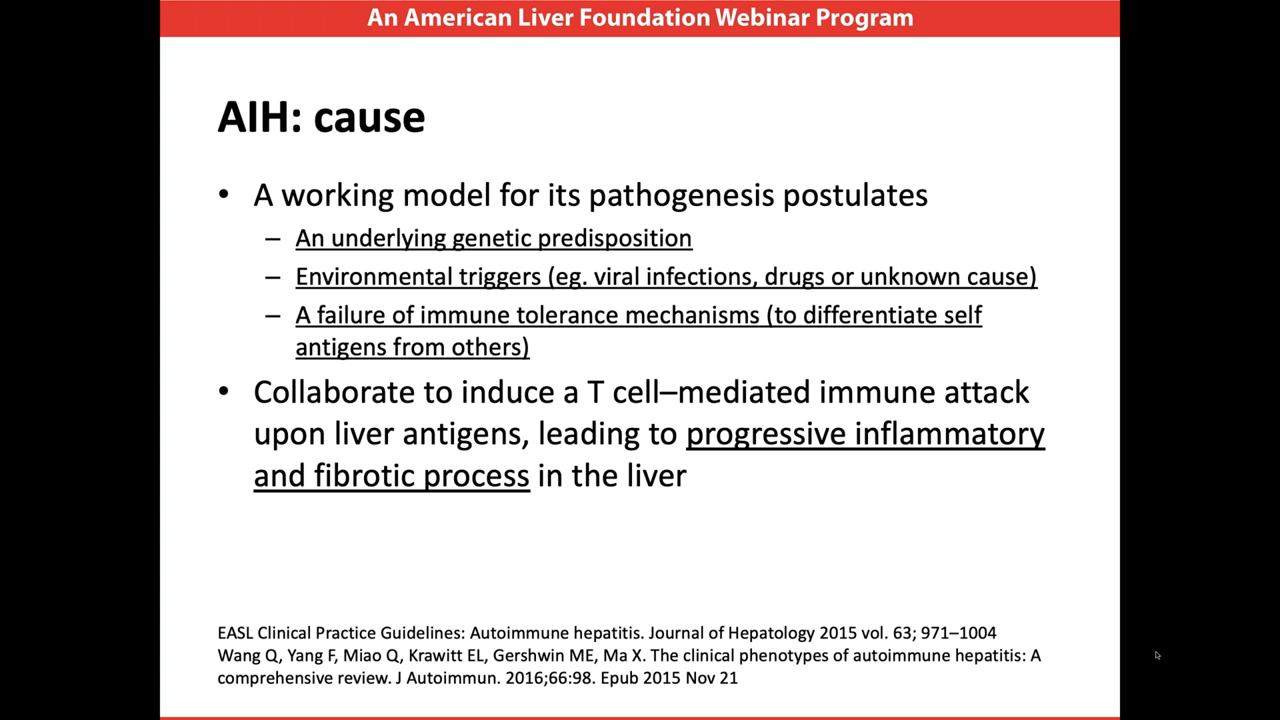 An American Liver Foundation Webinar Program
AIH: cause
• A working model for its pathogenesis postulates
– An underlying genetic predisposition
– Environmental triggers (eg. viral infections, drugs or unknown cause)
– A failure of immune tolerance mechanisms (to differentiate self
antigens from others)
• Collaborate to induce a T cell–mediated immune attack
upon liver antigens, leading to progressive inflammatory
and fibrotic process in the liver
EASL Clinical Practice Guidelines: Autoimmune hepatitis. Journal of Hepatology 2015 vol. 63; 971–1004
Wang Q, Yang F, Miao Q, Krawitt EL, Gershwin ME, Ma X. The clinical phenotypes of autoimmune hepatitis: A
comprehensive review. J Autoimmun. 2016;66:98. Epub 2015 Nov 21